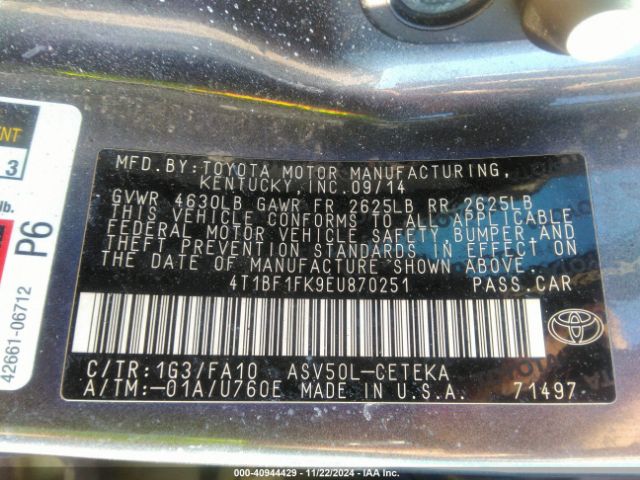 MFD. BY: TOYOTA MOTOR MANUFACTURING,
KENTUCKY, INC. 09/14
GVWR 4630LB GAWR FR 2625LB RR 2625LB
THIS VEHICLE CONFORMS TO ALL APPLICABLE
FEDERAL MOTOR VEHICLE SAFETY, BUMPER AND
THEFT PREVENTION STANDARDS IN EFFECT ON
THE DATE OF MANUFACTURE SHOWN ABOVE.
4T1BF1FK9EU870251 PASS. CAR
C/TR: 1G3/FA10 ASV50L-CETEKA
A/TM: -01A/U760E MADE IN U.S.A. 71497
TOYOTA
3
lb.
P6
42661-06712
000-40944429 - 11/22/2024 - IAA Inc.